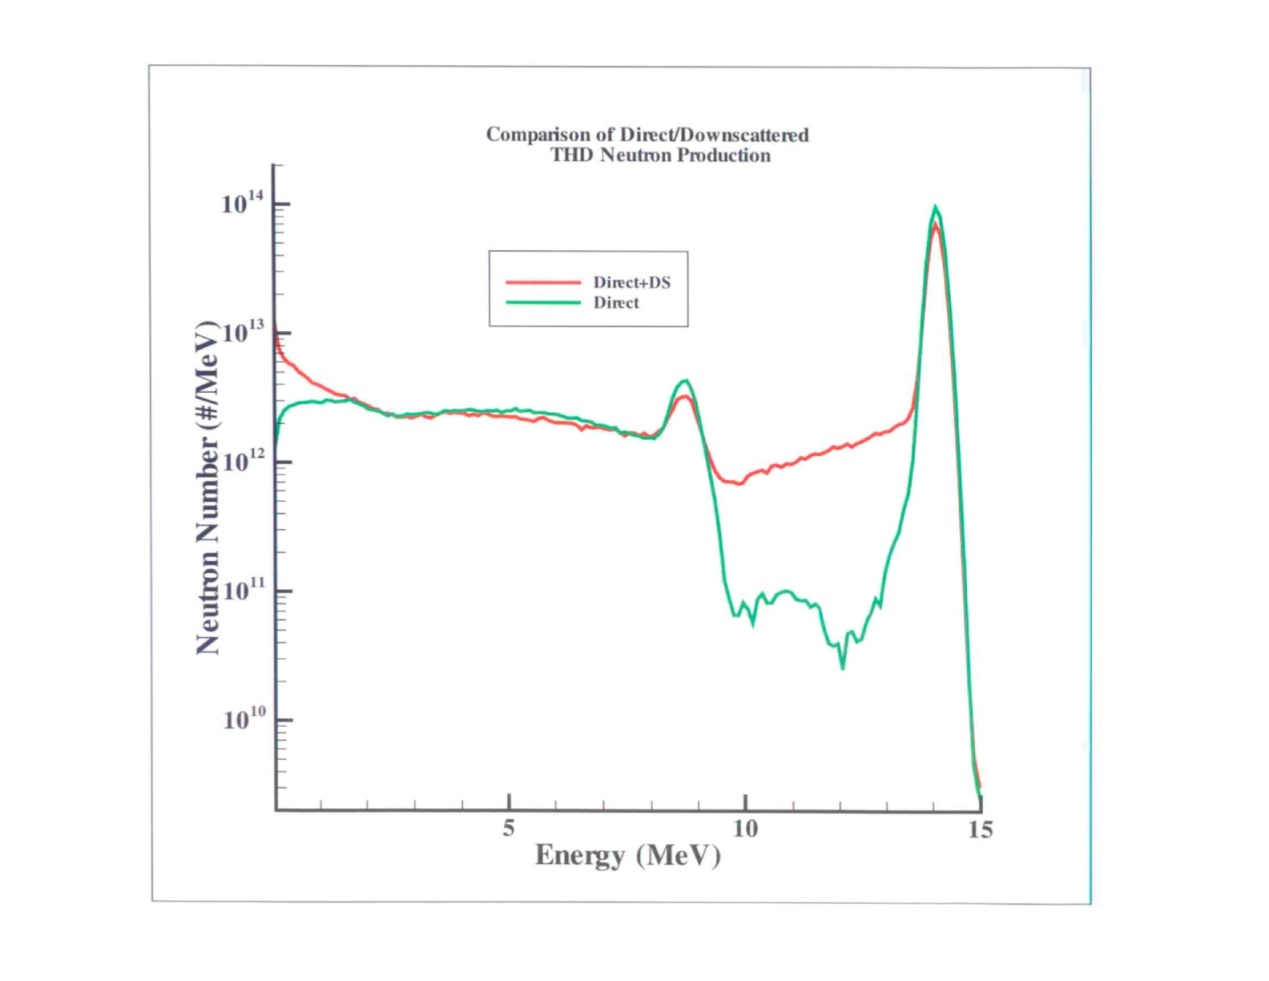 Comparison of Direct/Downscattered
THD Neutron Production
10¹⁴
10¹³
10¹²
10¹¹
10¹⁰
Neutron Number (#/MeV)
Direct+DS
Direct
5
10
15
Energy (MeV)